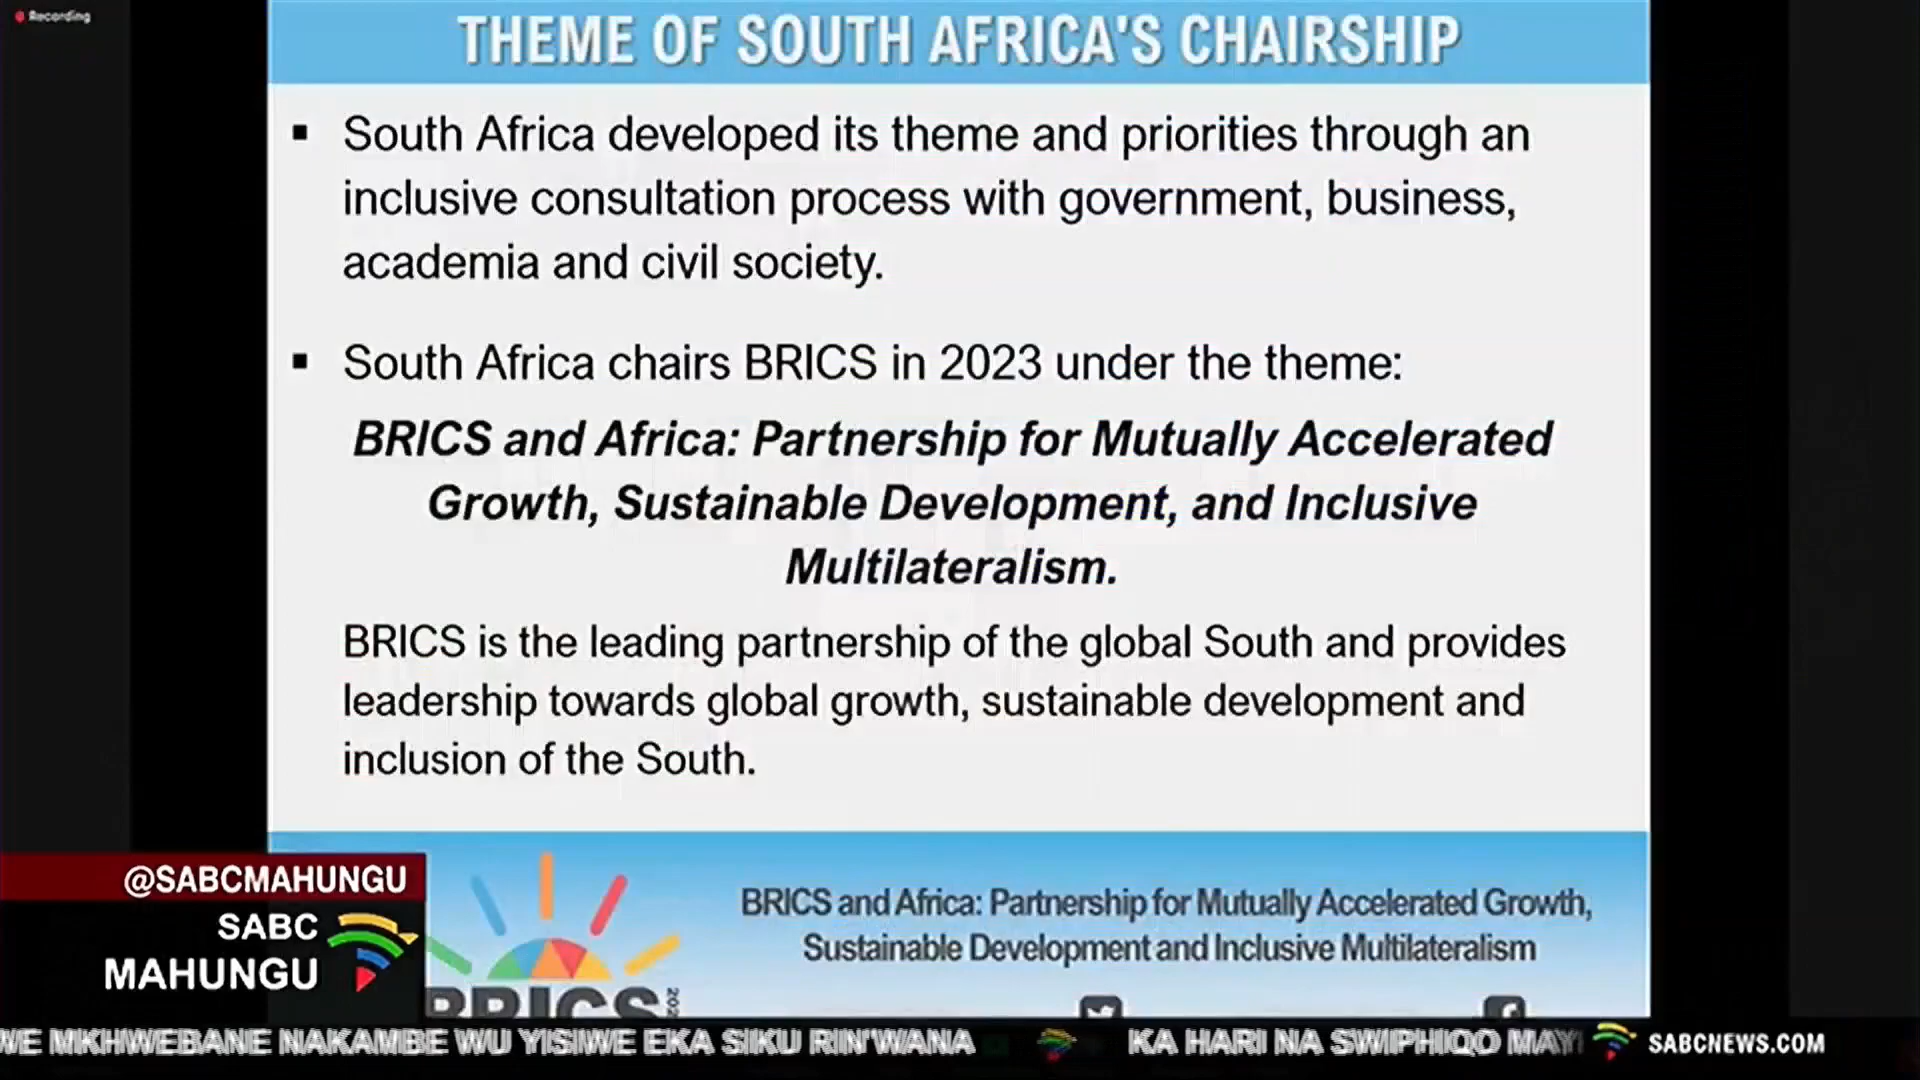 Recording
THEME OF SOUTH AFRICA'S CHAIRSHIP
▪ South Africa developed its theme and priorities through an
inclusive consultation process with government, business,
academia and civil society.
▪ South Africa chairs BRICS in 2023 under the theme:
BRICS and Africa: Partnership for Mutually Accelerated
Growth, Sustainable Development, and Inclusive
Multilateralism.
BRICS is the leading partnership of the global South and provides
leadership towards global growth, sustainable development and
inclusion of the South.
@SABCMAHUNGU
SABC
MAHUNGU
BRICS
BRICS and Africa: Partnership for Mutually Accelerated Growth,
Sustainable Development and Inclusive Multilateralism
WE MKHWEBANE NAKAMBE WU YISIWE EKA SIKU RIN'WANA
KA HARI NA SWIPHIQO MAY
SABCNEWS.COM